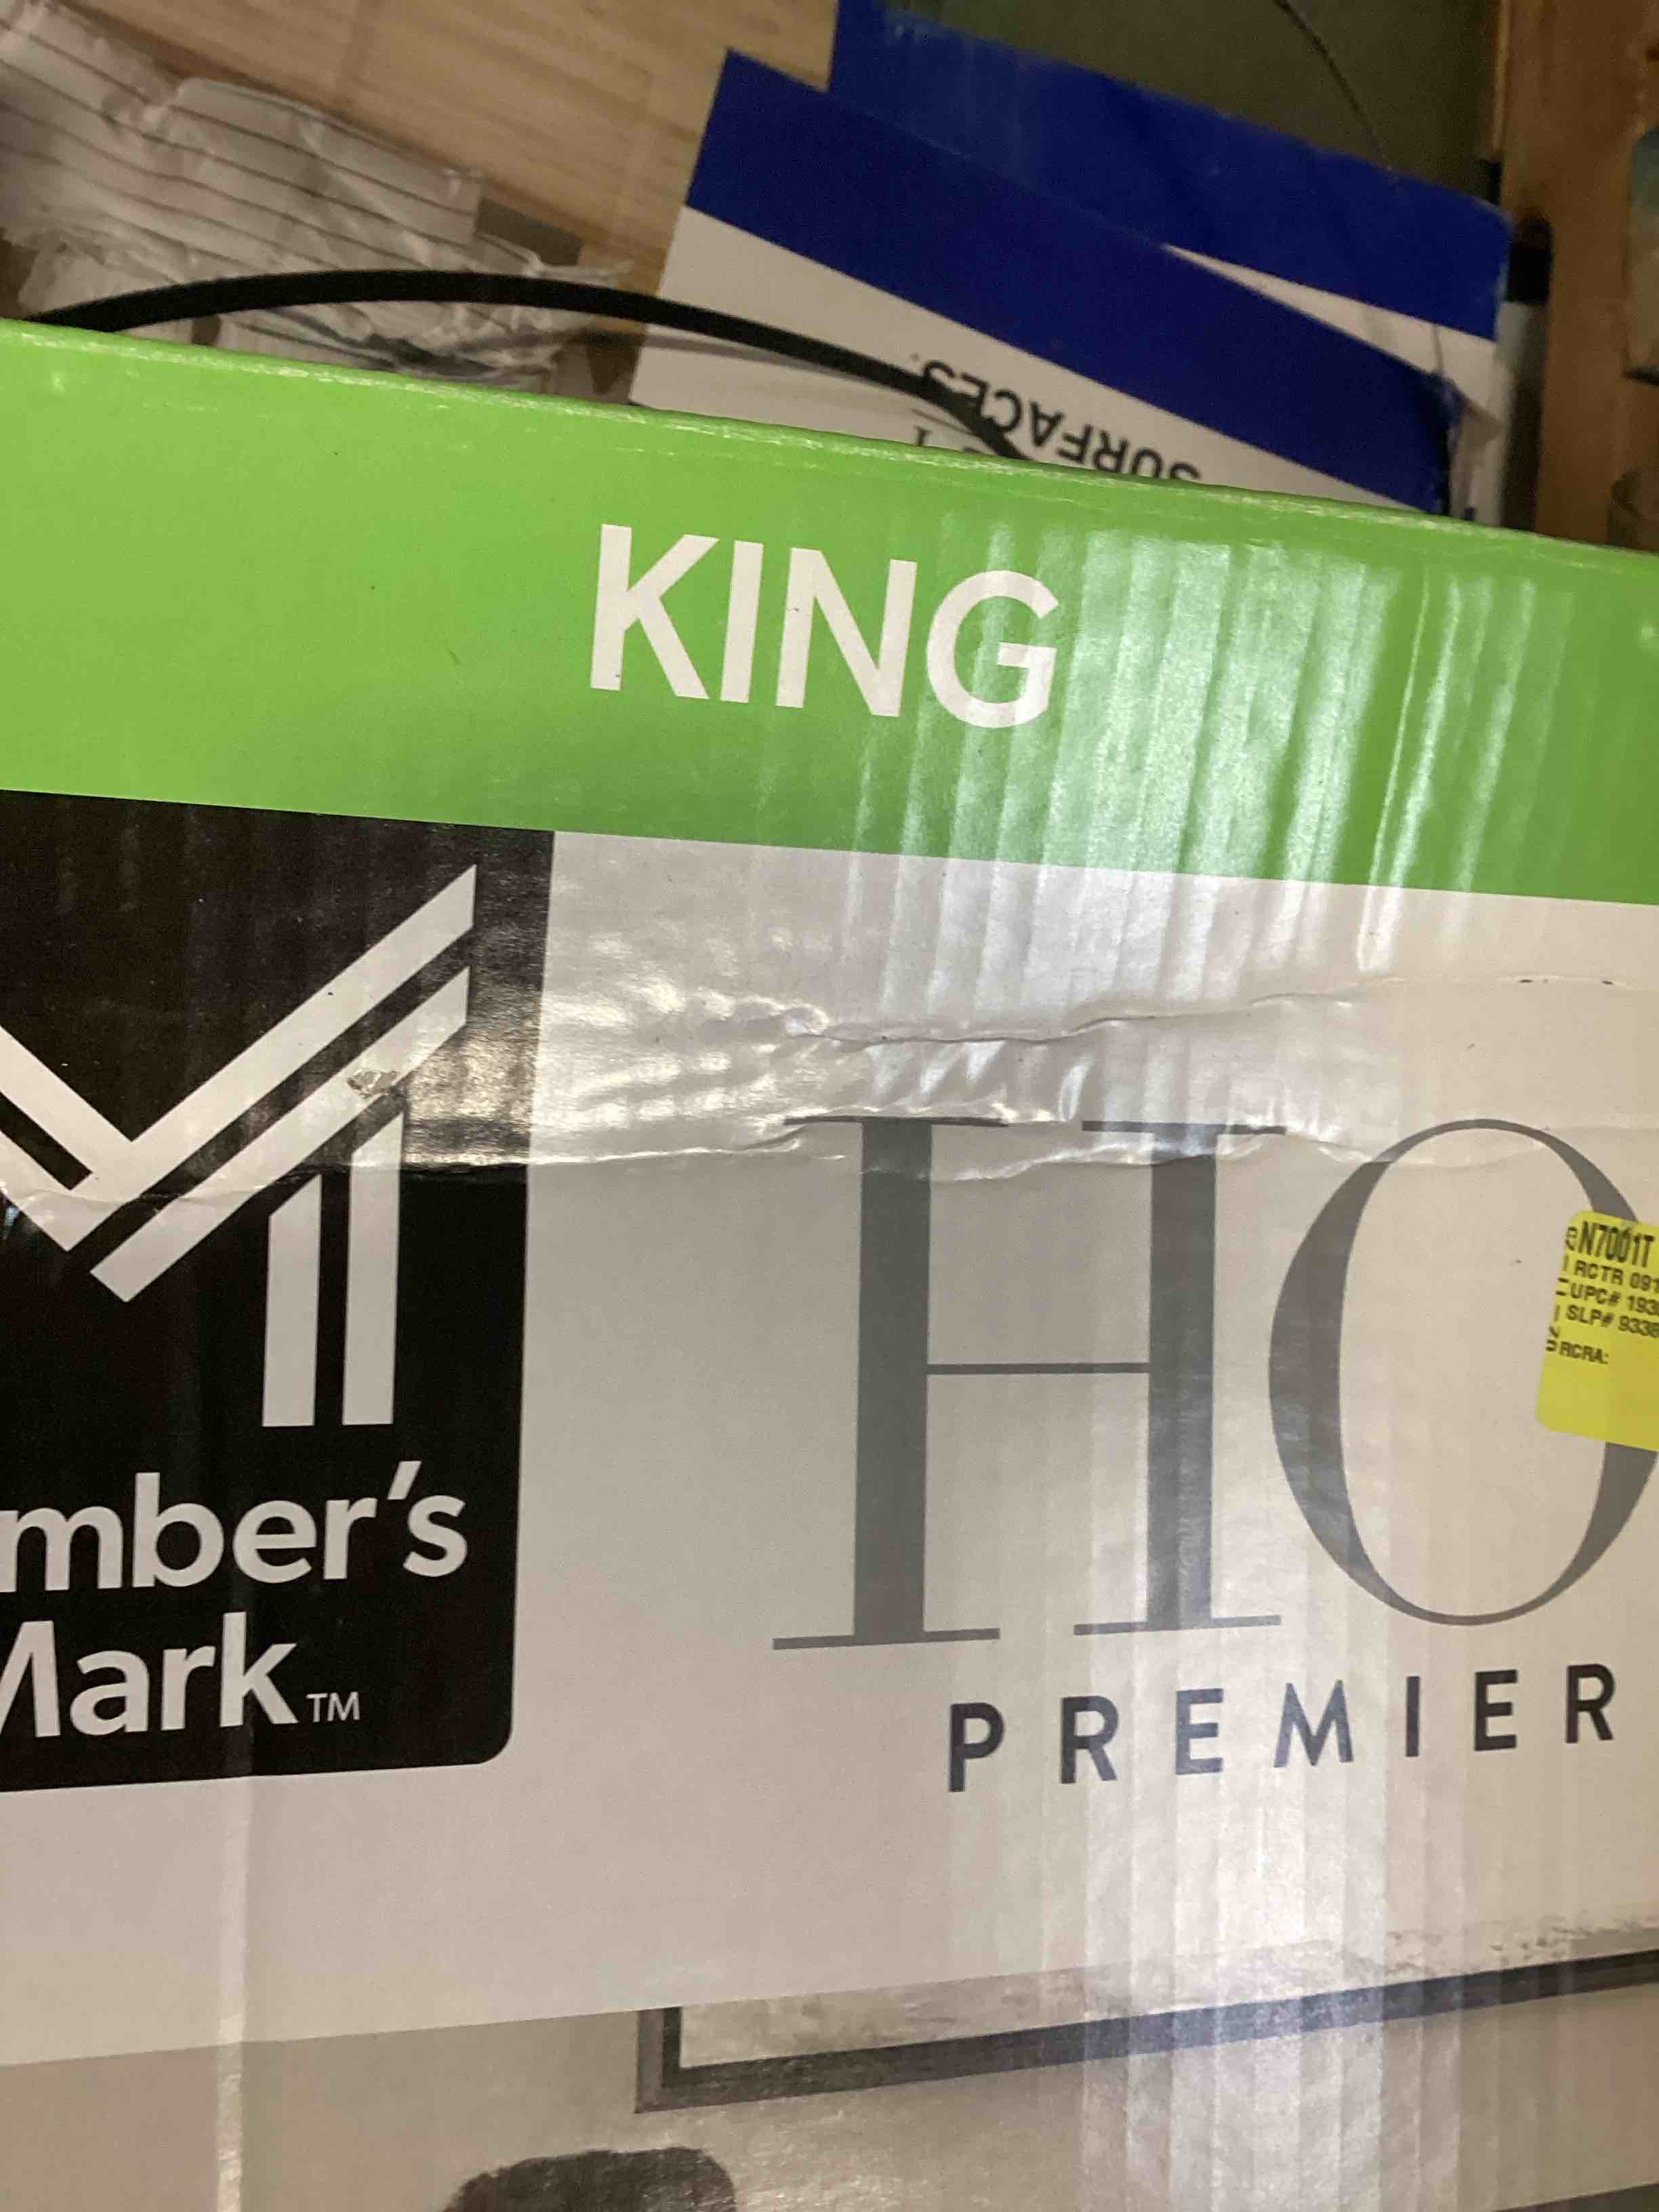 SURFACES.
KING
mber's
Mark™
HO
PREMIER
N7001T
RCTR 091
UPC# 193
SLP# 9338
RCRA: